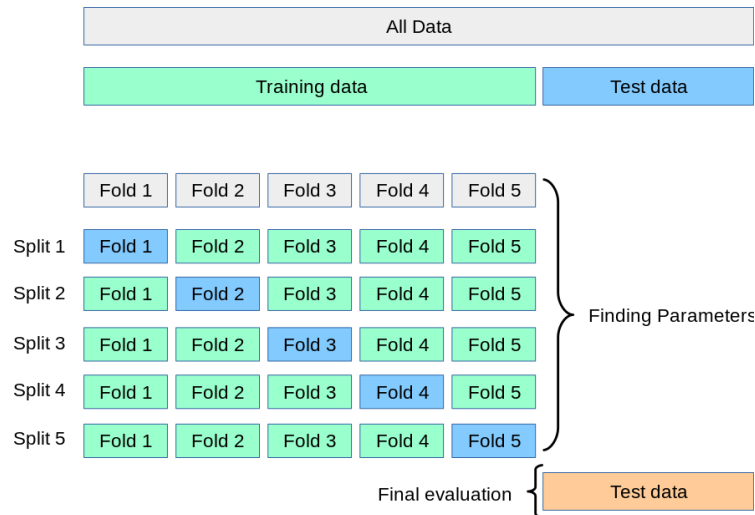 All Data
Training data Test data
Fold 1 Fold 2 Fold 3 Fold 4 Fold 5
Split 1 Fold 1 Fold 2 Fold 3 Fold 4 Fold 5
Split 2 Fold 1 Fold 2 Fold 3 Fold 4 Fold 5
Finding Parameters
Split 3 Fold 1 Fold 2 Fold 3 Fold 4 Fold 5
Split 4 Fold 1 Fold 2 Fold 3 Fold 4 Fold 5
Split 5 Fold 1 Fold 2 Fold 3 Fold 4 Fold 5
Final evaluation Test data